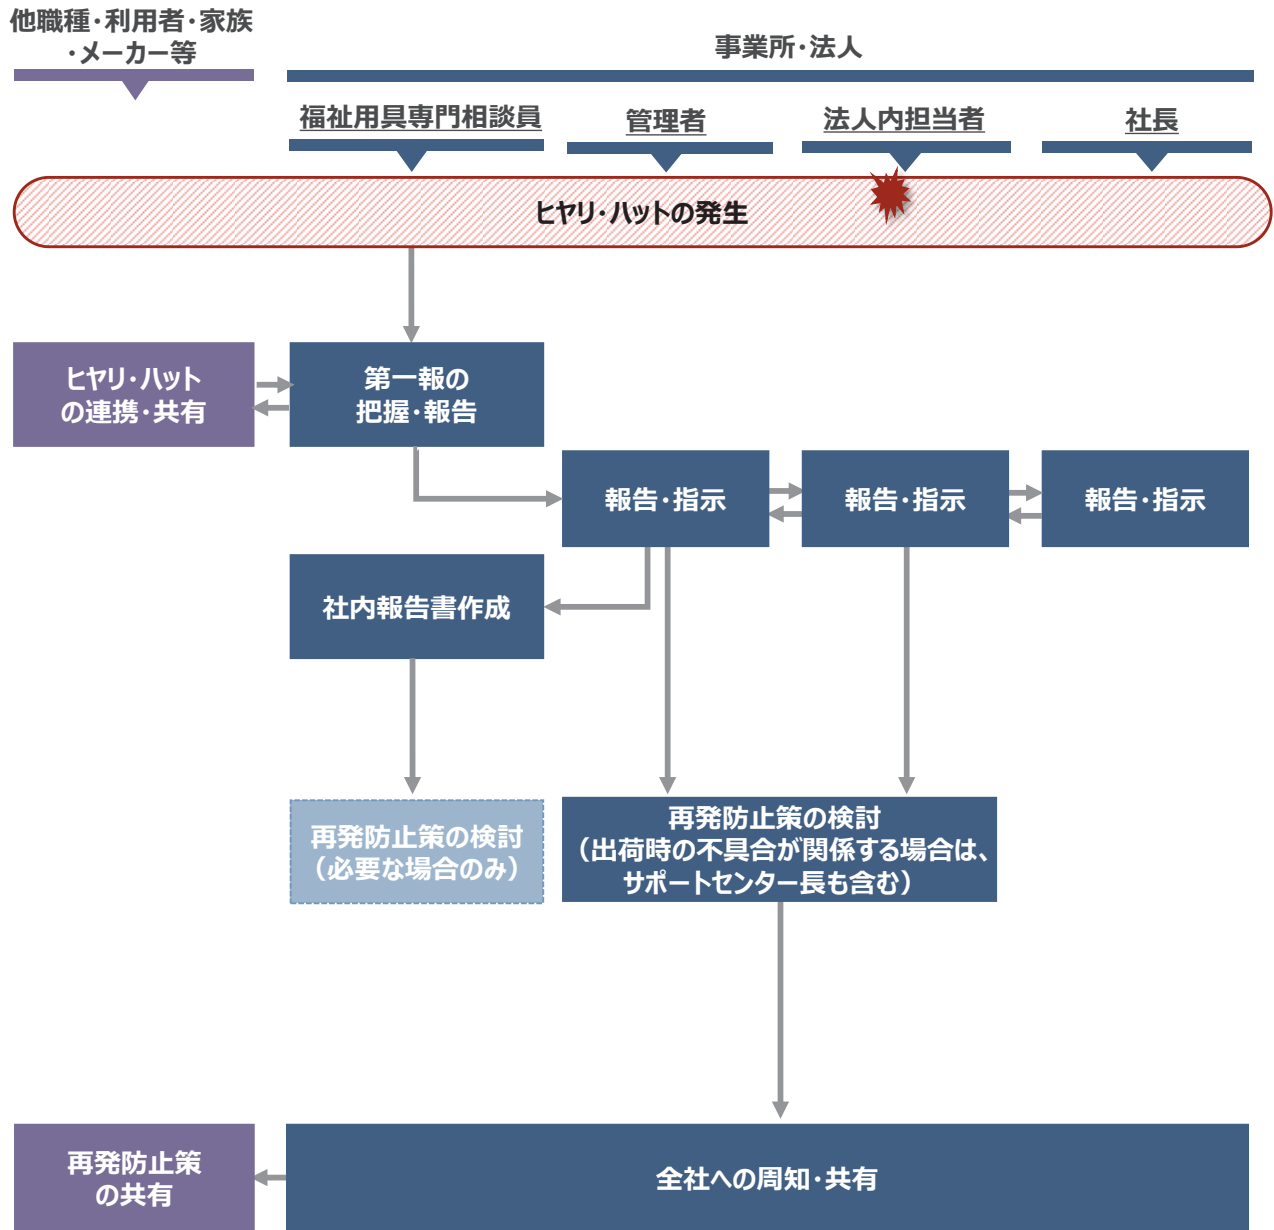 他職種・利用者・家族
・メーカー等
事業所・法人
福祉用具専門相談員
管理者
法人内担当者
社長
ヒヤリ・ハットの発生
ヒヤリ・ハット
の連携・共有
第一報の
把握・報告
報告・指示
報告・指示
報告・指示
社内報告書作成
再発防止策の検討
（必要な場合のみ）
再発防止策の検討
（出荷時の不具合が関係する場合は、
サポートセンター長も含む）
再発防止策
の共有
全社への周知・共有